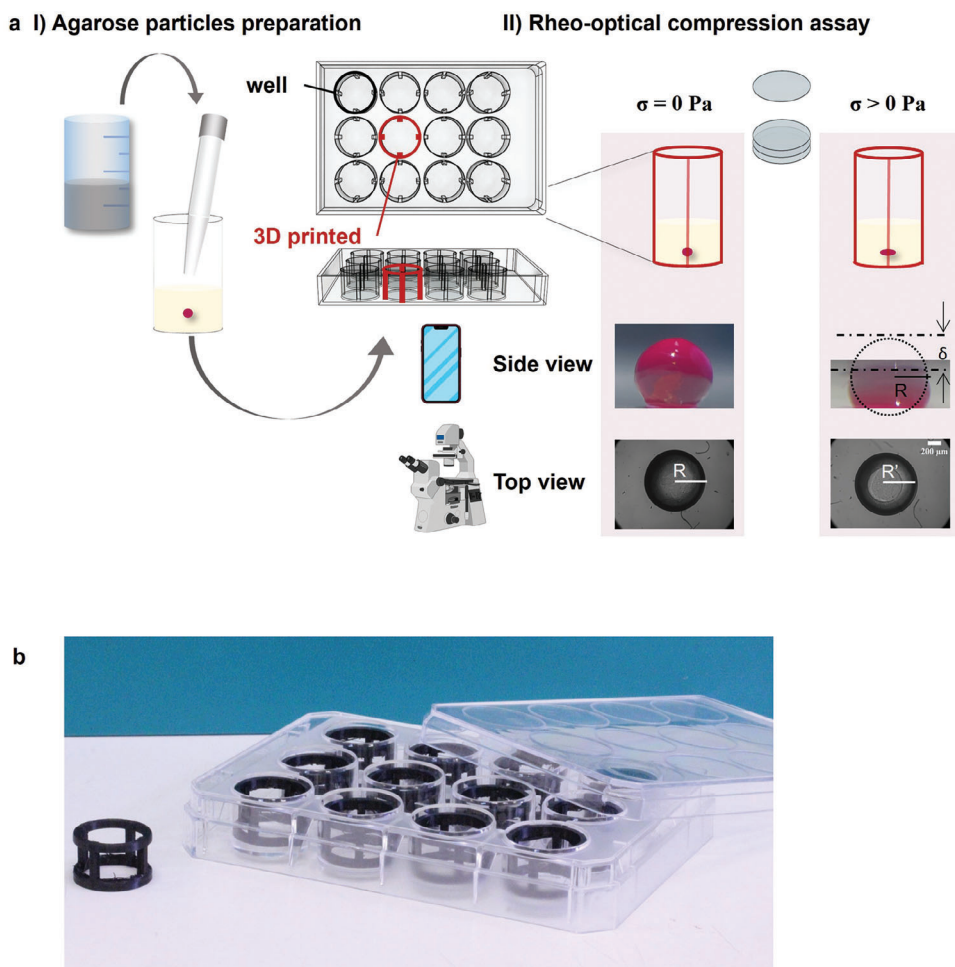 a I) Agarose particles preparation
II) Rheo-optical compression assay
well
σ = 0 Pa
σ > 0 Pa
3D printed
Side view
δ
R
Top view
R
R'
200 µm
b